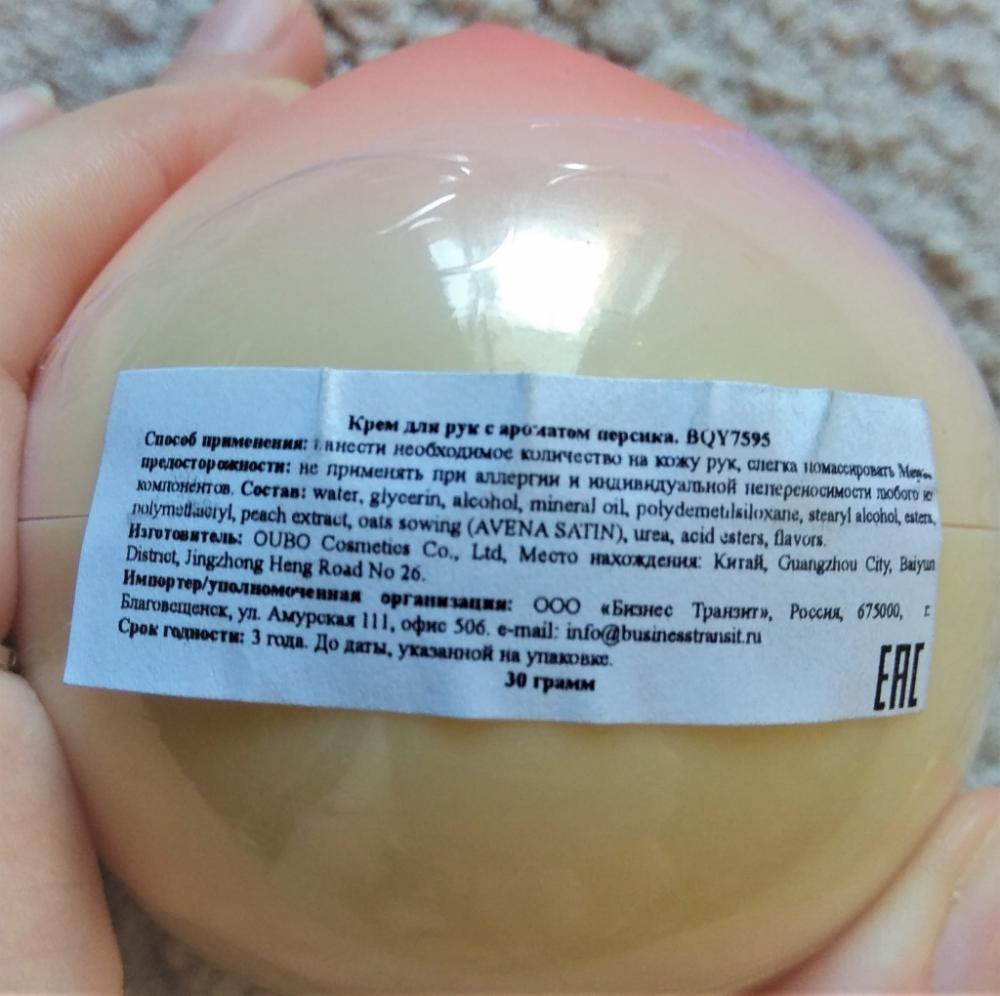 Крем для рук с ароматом персика. BQY7595
Способ применения: нанести необходимое количество на кожу рук, слегка помассировать Меры
предосторожности: не применять при аллергии и индивидуальной непереносимости любого из
компонентов. Состав: water, glycerin, alcohol, mineral oil, polydemetilsiloxane, stearyl alcohol, esters,
polymethacryl, peach extract, oats sowing (AVENA SATIN), urea, acid esters, flavors.
Изготовитель: OUBO Cosmetics Co., Ltd, Место нахождения: Китай, Guangzhou City, Baiyun
District, Jingzhong Heng Road No 26.
Импортер/уполномоченная организация: ООО «Бизнес Транзит», Россия, 675000, г.
Благовещенск, ул. Амурская 111, офис 506. e-mail: info@businesstransit.ru
Срок годности: 3 года. До даты, указанной на упаковке.
30 грамм
EAC